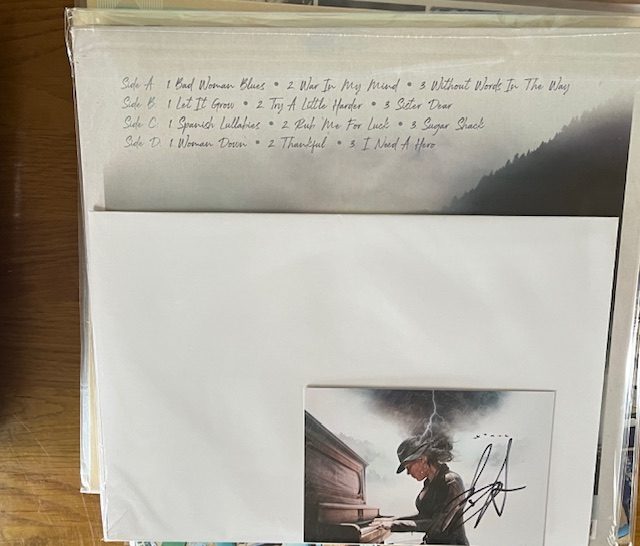 Side A. 1 Bad Woman Blues • 2 War In My Mind • 3 Without Words In The Way
Side B. 1 Let It Grow • 2 Try A Little Harder • 3 Sister Dear
Side C. 1 Spanish Lullabies • 2 Rub Me For Luck • 3 Sugar Shack
Side D. 1 Woman Down • 2 Thankful • 3 I Need A Hero